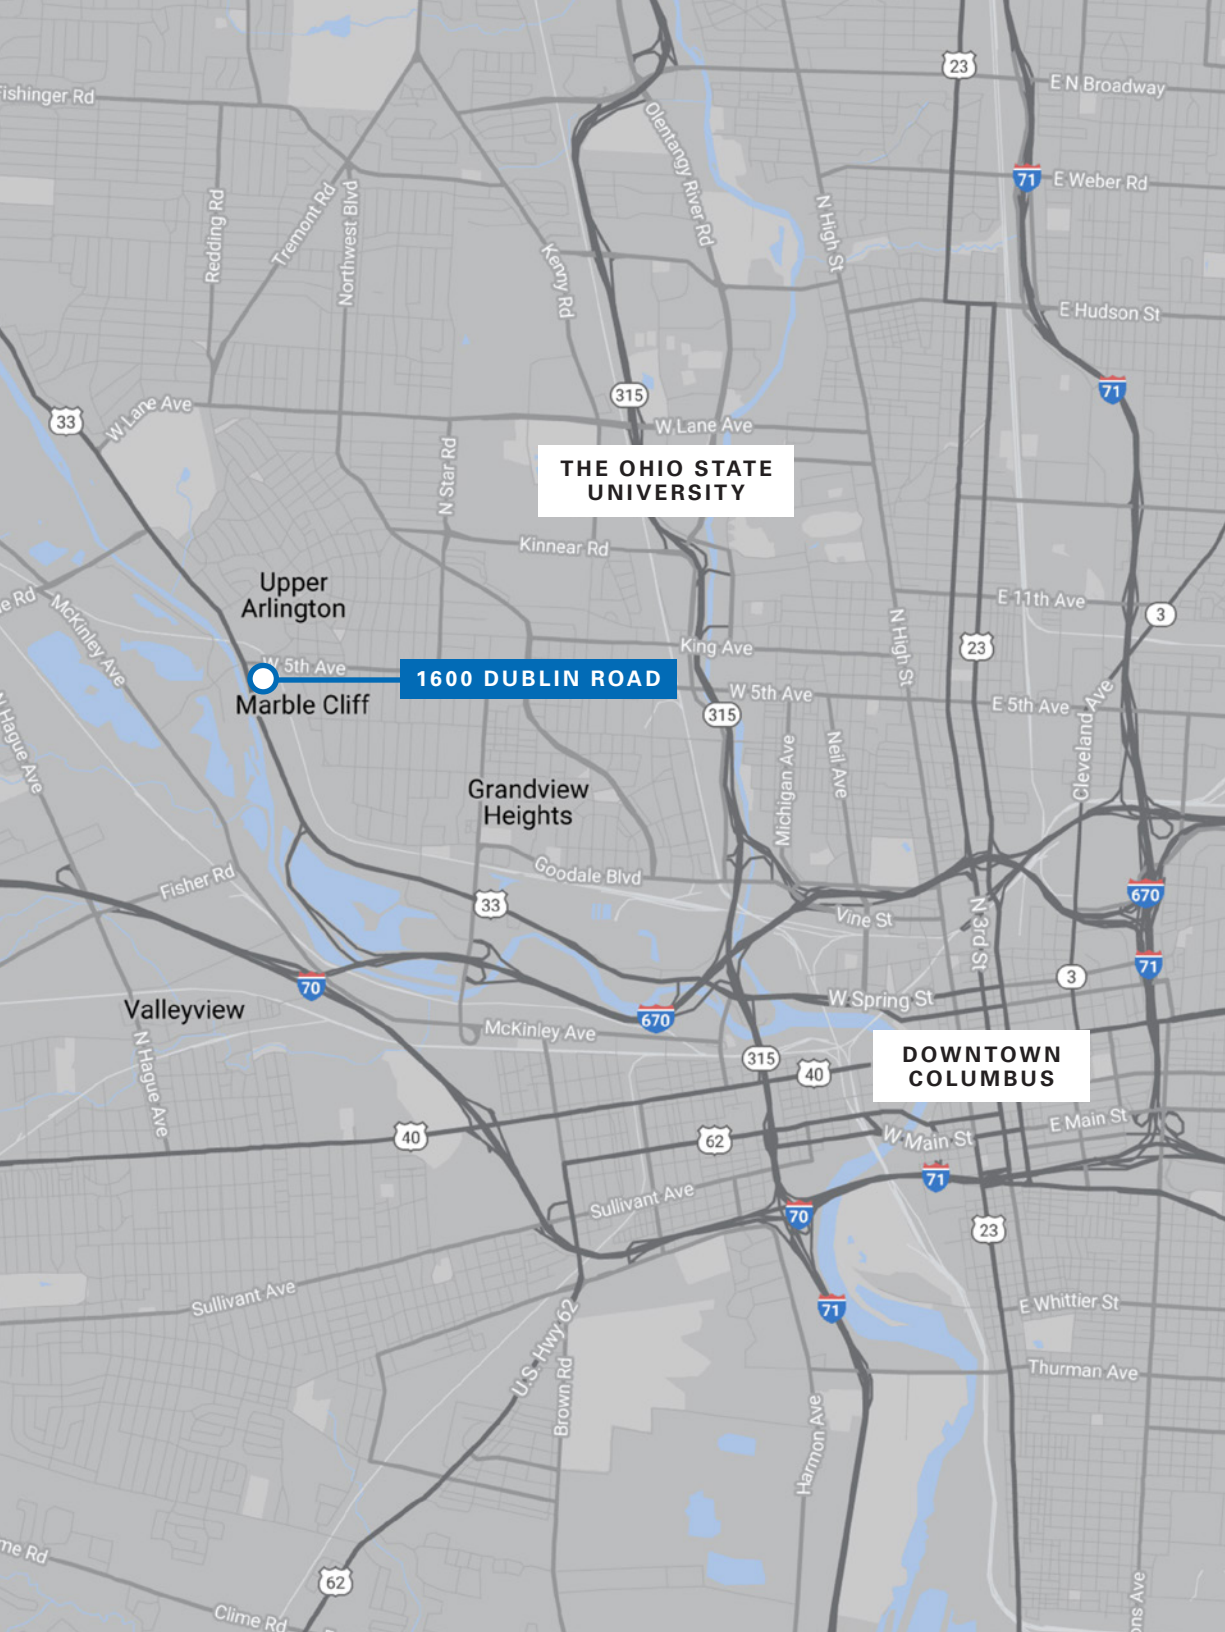 23
E N Broadway
Fishinger Rd
Olentangy River Rd
71
E Weber Rd
Redding Rd
Tremont Rd
Northwest Blvd
N High St
Kenny Rd
E Hudson St
315
71
33
W Lane Ave
W Lane Ave
N Star Rd
THE OHIO STATE
UNIVERSITY
Kinnear Rd
Upper
Arlington
E 11th Ave
3
McKinley Ave
N High St
King Ave
23
W 5th Ave
1600 DUBLIN ROAD
Marble Cliff
W 5th Ave
E 5th Ave
Cleveland Ave
315
N Hague Ave
Michigan Ave
Neil Ave
Grandview
Heights
Goodale Blvd
Fisher Rd
33
670
Vine St
N 3rd St
71
3
70
W Spring St
Valleyview
670
McKinley Ave
N Hague Ave
315
40
DOWNTOWN
COLUMBUS
40
62
W Main St
E Main St
71
Sullivant Ave
70
23
Sullivant Ave
71
E Whittier St
U.S. Hwy 62
Thurman Ave
Brown Rd
Harmon Ave
62
Clime Rd